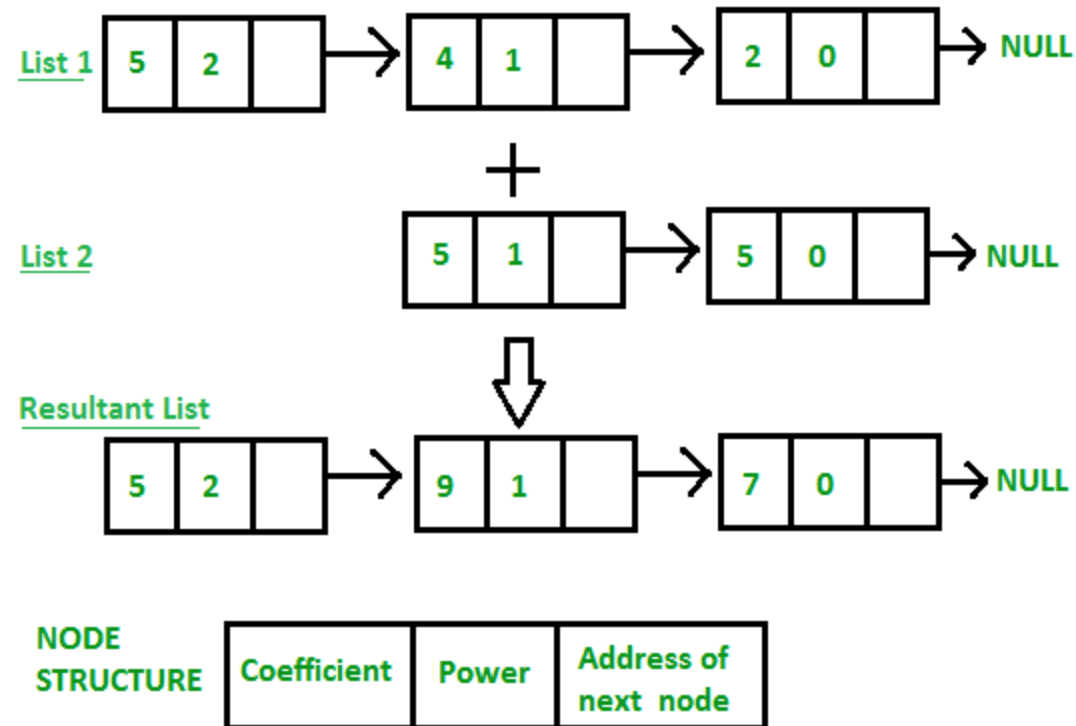 List 1 5 2 4 1 2 0 NULL
+
List 2 5 1 5 0 NULL
Resultant List
5 2 9 1 7 0 NULL
NODE
STRUCTURE
Coefficient
Power
Address of
next node